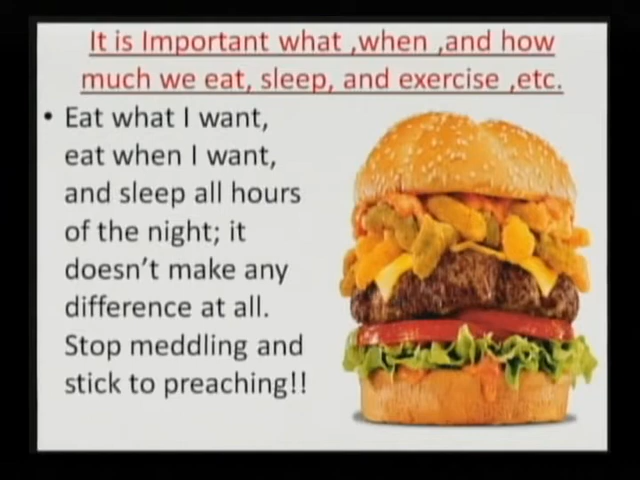 It is Important what ,when ,and how
much we eat, sleep, and exercise ,etc.
• Eat what I want,
eat when I want,
and sleep all hours
of the night; it
doesn't make any
difference at all.
Stop meddling and
stick to preaching!!